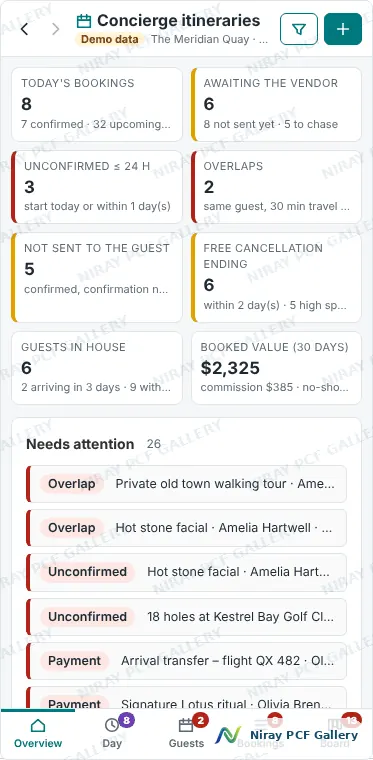 Concierge itineraries
Demo data The Meridian Quay · ...
TODAY'S BOOKINGS
8
7 confirmed · 32 upcoming...
AWAITING THE VENDOR
6
8 not sent yet · 5 to chase
UNCONFIRMED ≤ 24 H
3
start today or within 1 day(s)
OVERLAPS
2
same guest, 30 min travel ...
NOT SENT TO THE GUEST
5
confirmed, confirmation n...
FREE CANCELLATION
ENDING
6
within 2 day(s) · 5 high sp...
GUESTS IN HOUSE
6
2 arriving in 3 days · 9 with...
BOOKED VALUE (30 DAYS)
$2,325
commission $385 · no-sho...
Needs attention 26
Overlap Private old town walking tour · Ame...
Overlap Hot stone facial · Amelia Hartwell · ...
Unconfirmed Hot stone facial · Amelia Hart...
Unconfirmed 18 holes at Kestrel Bay Golf Cl...
Payment Arrival transfer – flight QX 482 · Ol...
Payment Signature Lotus ritual · Olivia Bren...
8 2
Overview Day Guests Bookings Board
Niray PCF Gallery
NIRAY PCF GALLERY